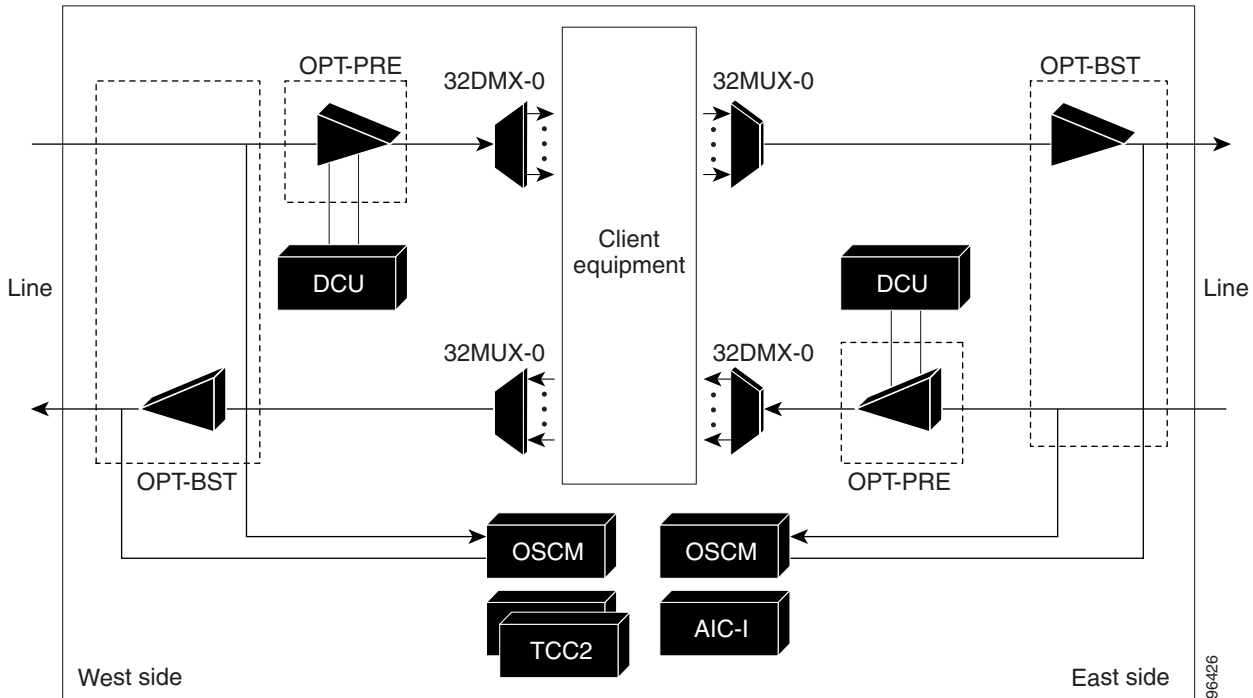 OPT-PRE
OPT-BST
32DMX-0
32MUX-0
Client
equipment
DCU
DCU
Line
Line
32MUX-0
32DMX-0
OPT-BST
OPT-PRE
OSCM
OSCM
TCC2
AIC-I
West side
East side
96426